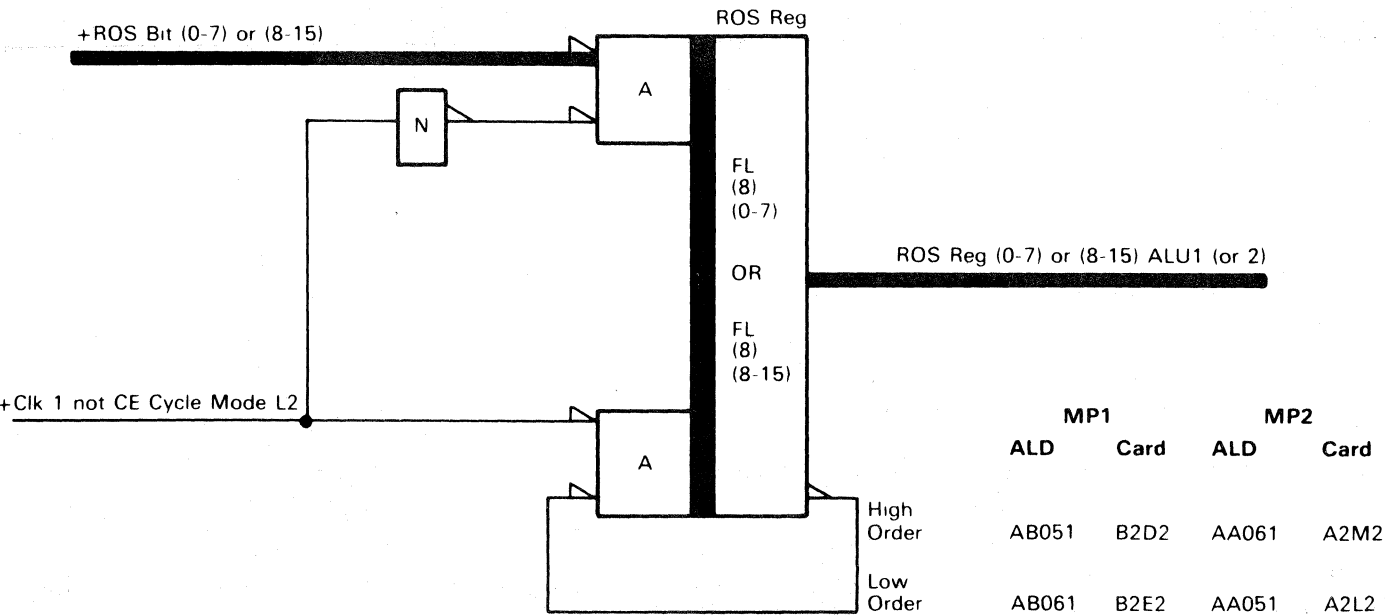 ROS Reg
+ROS Bit (0-7) or (8-15)
A
N
FL
(8)
(0-7)
OR
FL
(8)
(8-15)
ROS Reg (0-7) or (8-15) ALU1 (or 2)
+Clk 1 not CE Cycle Mode L2
A
MP1 MP2
ALD Card ALD Card
High
Order AB051 B2D2 AA061 A2M2
Low
Order AB061 B2E2 AA051 A2L2